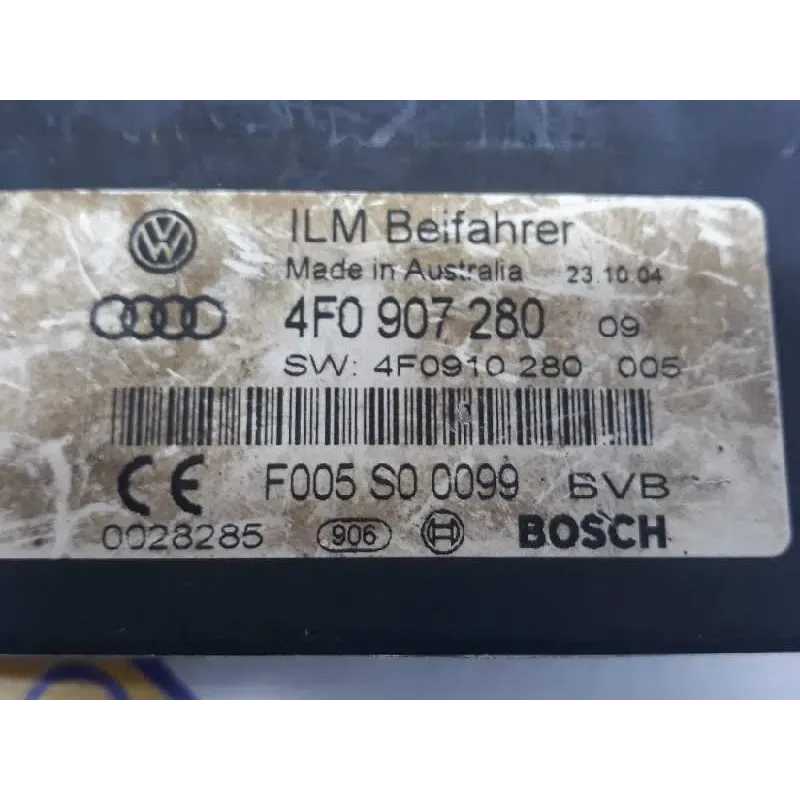 ILM Beifahrer
Made in Australia 23.10.04
4F0 907 280 09
SW: 4F0910 280 005
CE F005 S0 0099 BVB
0028285 906 BOSCH